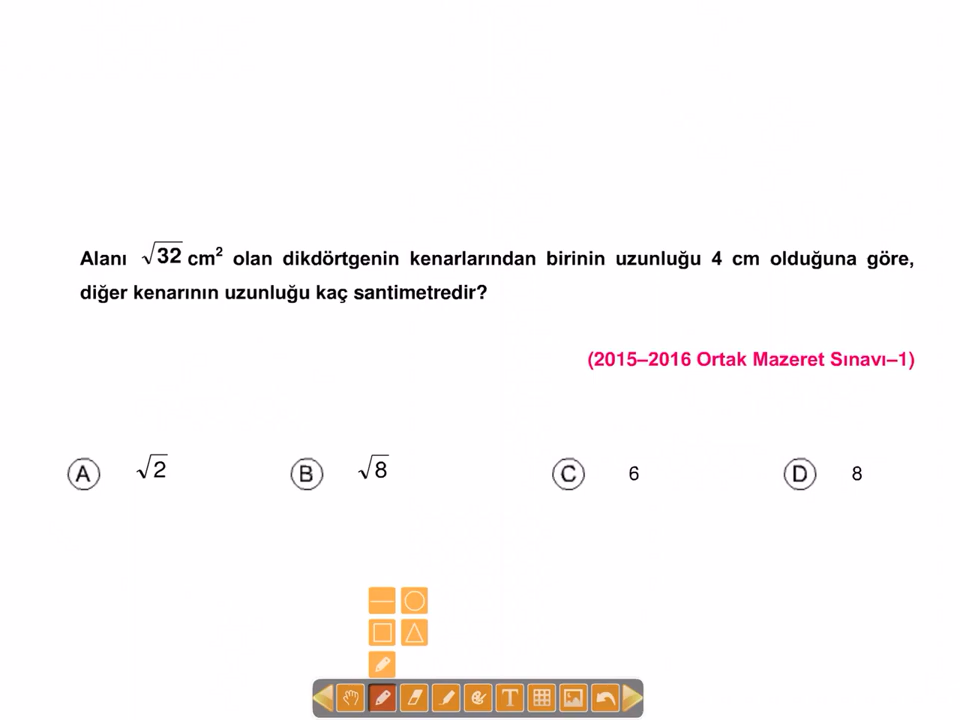 Alanı √32 cm² olan dikdörtgenin kenarlarından birinin uzunluğu 4 cm olduğuna göre,
diğer kenarının uzunluğu kaç santimetredir?
(2015–2016 Ortak Mazeret Sınavı–1)
A √2 B √8 C 6 D 8
T